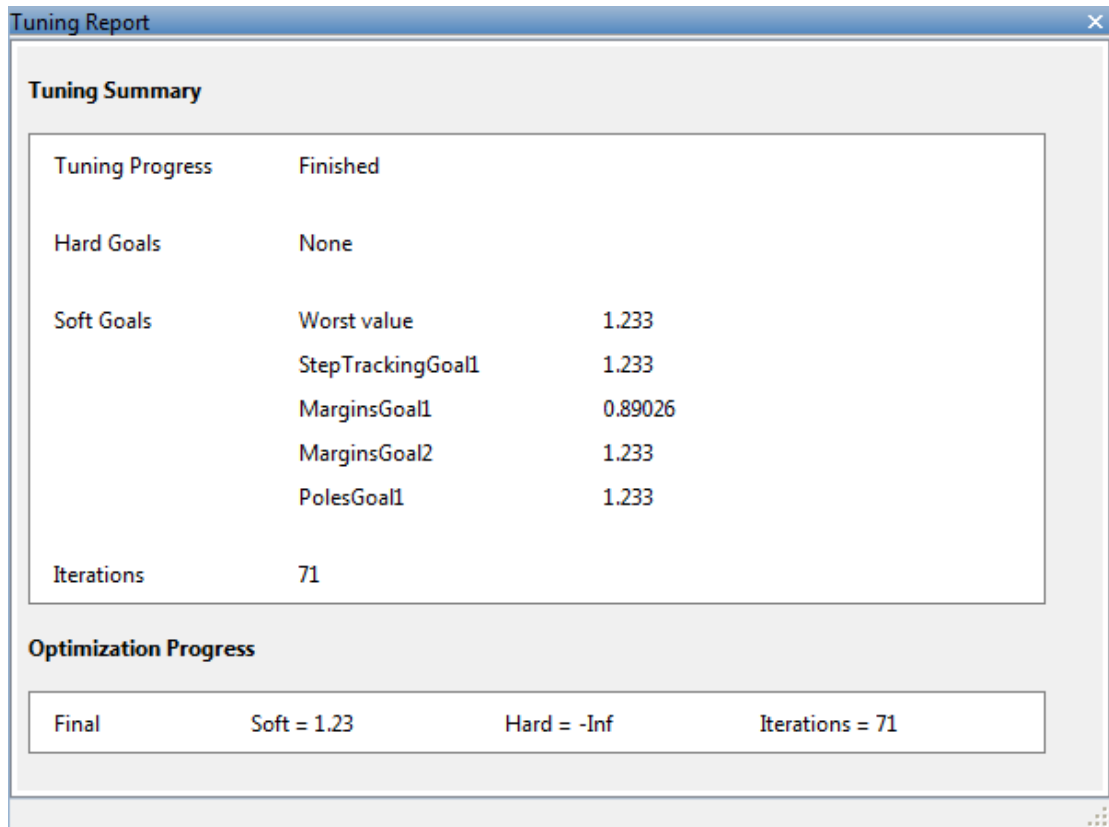 Tuning Report
Tuning Summary
Tuning Progress Finished
Hard Goals None
Soft Goals Worst value 1.233
StepTrackingGoal1 1.233
MarginsGoal1 0.89026
MarginsGoal2 1.233
PolesGoal1 1.233
Iterations 71
Optimization Progress
Final Soft = 1.23 Hard = -Inf Iterations = 71